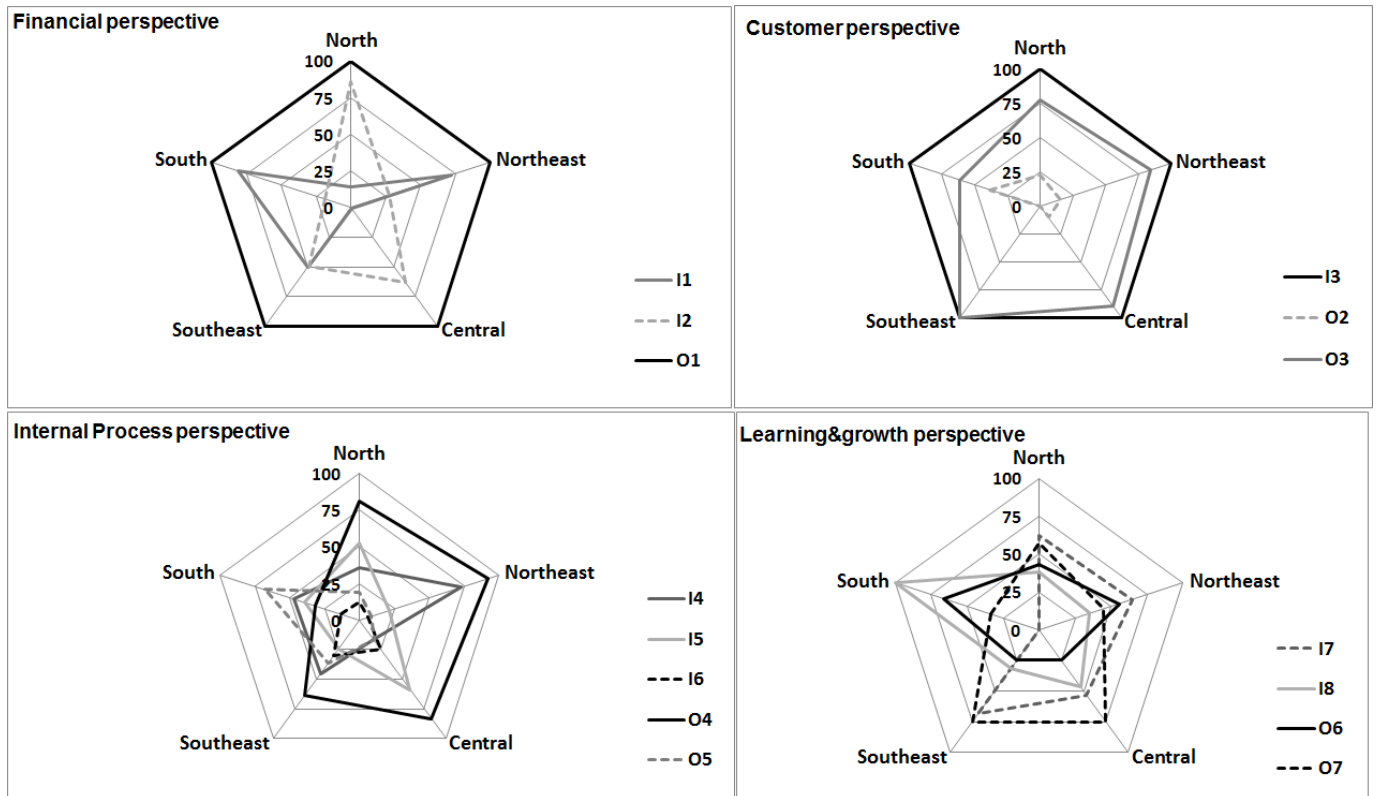 Financial perspective
North
100
75
50
25
0
South
Northeast
Southeast
Central
I1
I2
O1
Customer perspective
North
100
75
50
25
0
South
Northeast
Southeast
Central
I3
O2
O3
Internal Process perspective
North
100
75
50
25
0
South
Northeast
Southeast
Central
I4
I5
I6
O4
O5
Learning&growth perspective
North
100
75
50
25
0
South
Northeast
Southeast
Central
I7
I8
O6
O7